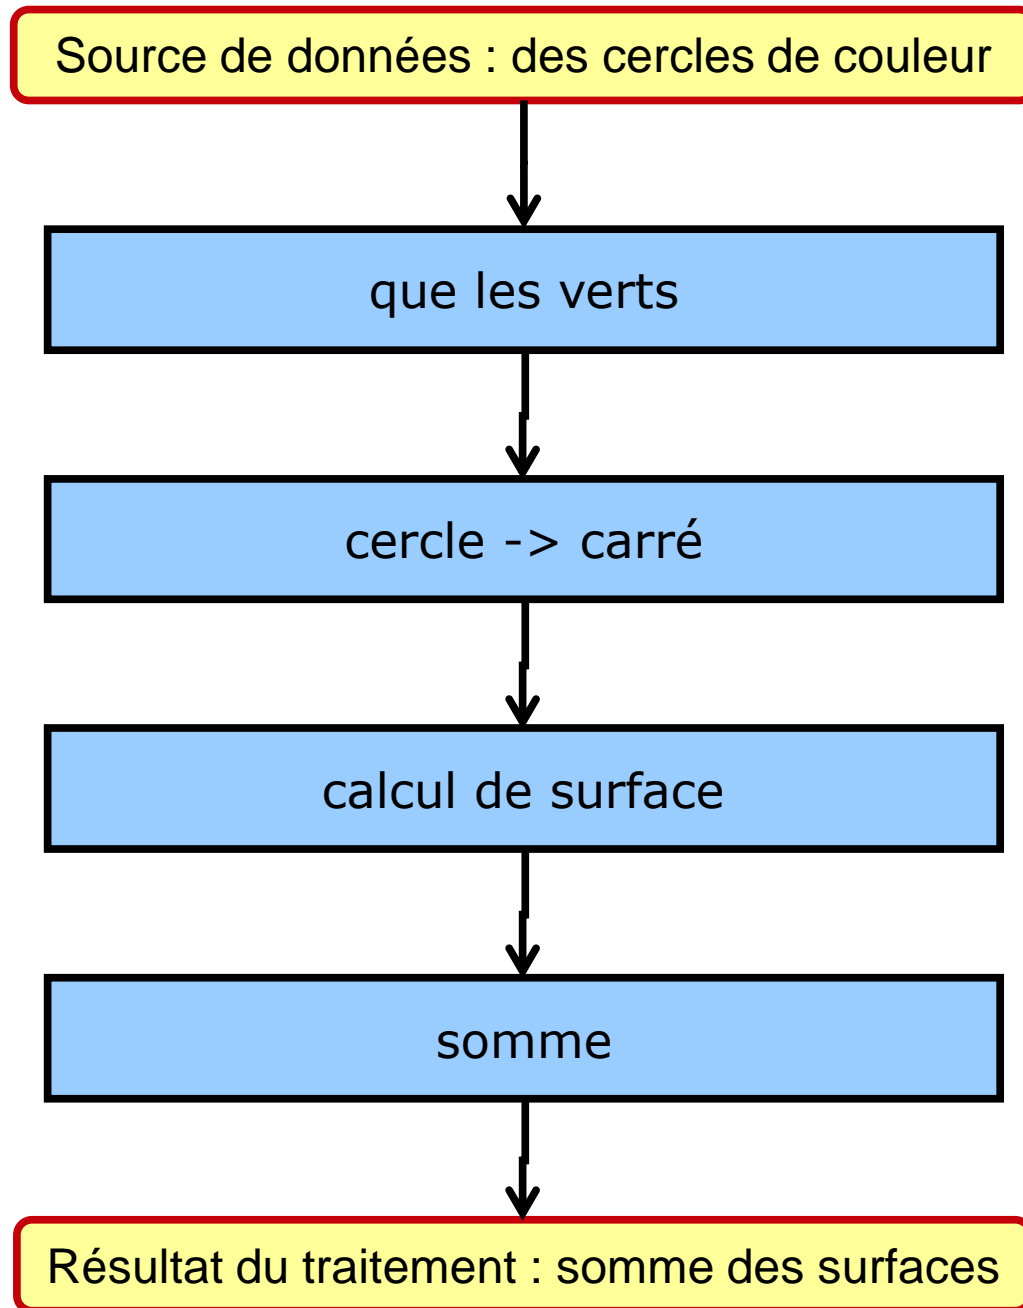 Source de données : des cercles de couleur
que les verts
cercle -> carré
calcul de surface
somme
Résultat du traitement : somme des surfaces